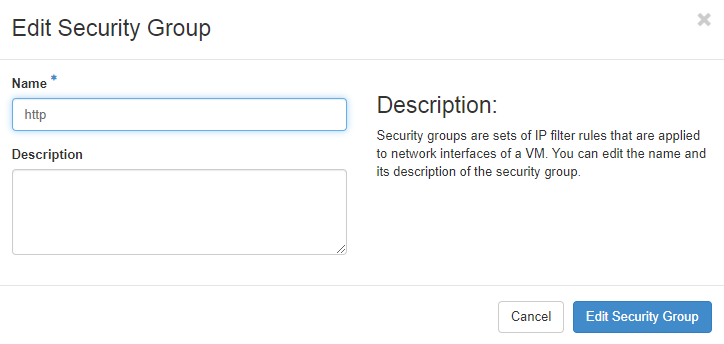 Edit Security Group
×
Name *
http
Description
Description:
Security groups are sets of IP filter rules that are applied
to network interfaces of a VM. You can edit the name and
its description of the security group.
Cancel
Edit Security Group